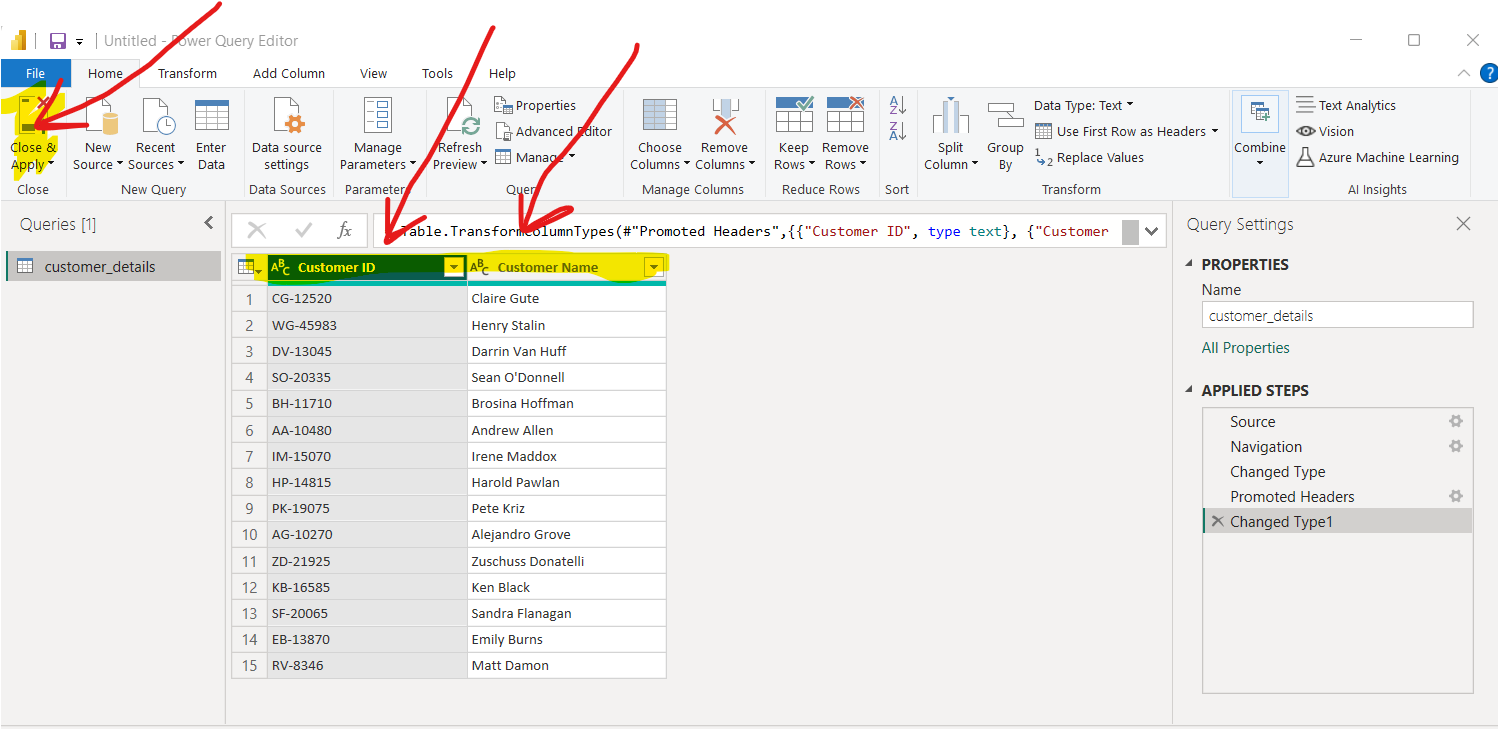 Untitled - Power Query Editor
File Home Transform Add Column View Tools Help
Close & Apply
New Source
Recent Sources
Enter Data
Data source settings
Manage Parameters
Refresh Preview
Properties
Advanced Editor
Manage
Choose Columns
Remove Columns
Keep Rows
Remove Rows
Split Column
Group By
Data Type: Text
Use First Row as Headers
Replace Values
Combine
Text Analytics
Vision
Azure Machine Learning
Close New Query Data Sources Parameters Query Manage Columns Reduce Rows Sort Transform AI Insights
Queries [1]
customer_details
fx
Table.TransformColumnTypes(#"Promoted Headers",{{"Customer ID", type text}, {"Customer
ABC Customer ID ABC Customer Name
1 CG-12520 Claire Gute
2 WG-45983 Henry Stalin
3 DV-13045 Darrin Van Huff
4 SO-20335 Sean O'Donnell
5 BH-11710 Brosina Hoffman
6 AA-10480 Andrew Allen
7 IM-15070 Irene Maddox
8 HP-14815 Harold Pawlan
9 PK-19075 Pete Kriz
10 AG-10270 Alejandro Grove
11 ZD-21925 Zuschuss Donatelli
12 KB-16585 Ken Black
13 SF-20065 Sandra Flanagan
14 EB-13870 Emily Burns
15 RV-8346 Matt Damon
Query Settings
PROPERTIES
Name
customer_details
All Properties
APPLIED STEPS
Source
Navigation
Changed Type
Promoted Headers
Changed Type1